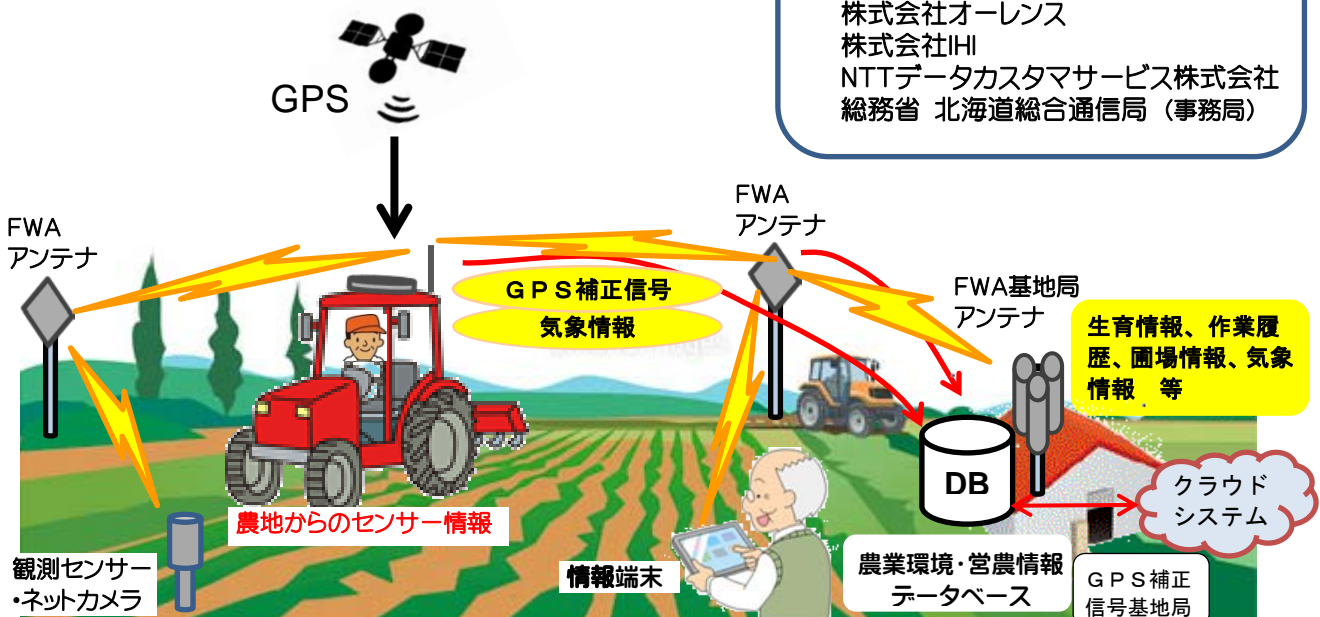 株式会社オーレンス
株式会社IHI
NTTデータカスタマサービス株式会社
総務省 北海道総合通信局（事務局）
GPS
FWA
アンテナ
FWA
アンテナ
FWA基地局
アンテナ
ＧＰＳ補正信号
気象情報
生育情報、作業履
歴、圃場情報、気象
情報　等
DB
クラウド
システム
農地からのセンサー情報
観測センサー
・ネットカメラ
情報端末
農業環境・営農情報
データベース
ＧＰＳ補正
信号基地局